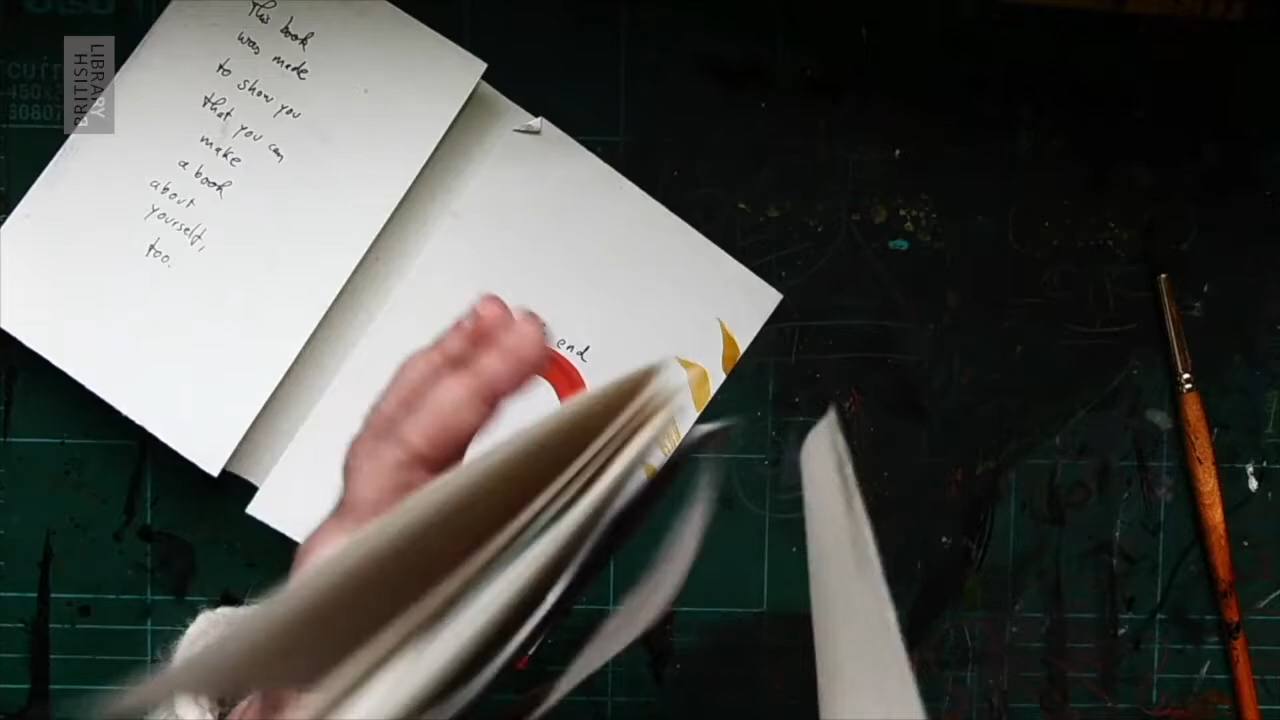 This book
was made
to show you
that you can
make
a book
about
yourself,
too.
end
BRITISH
LIBRARY